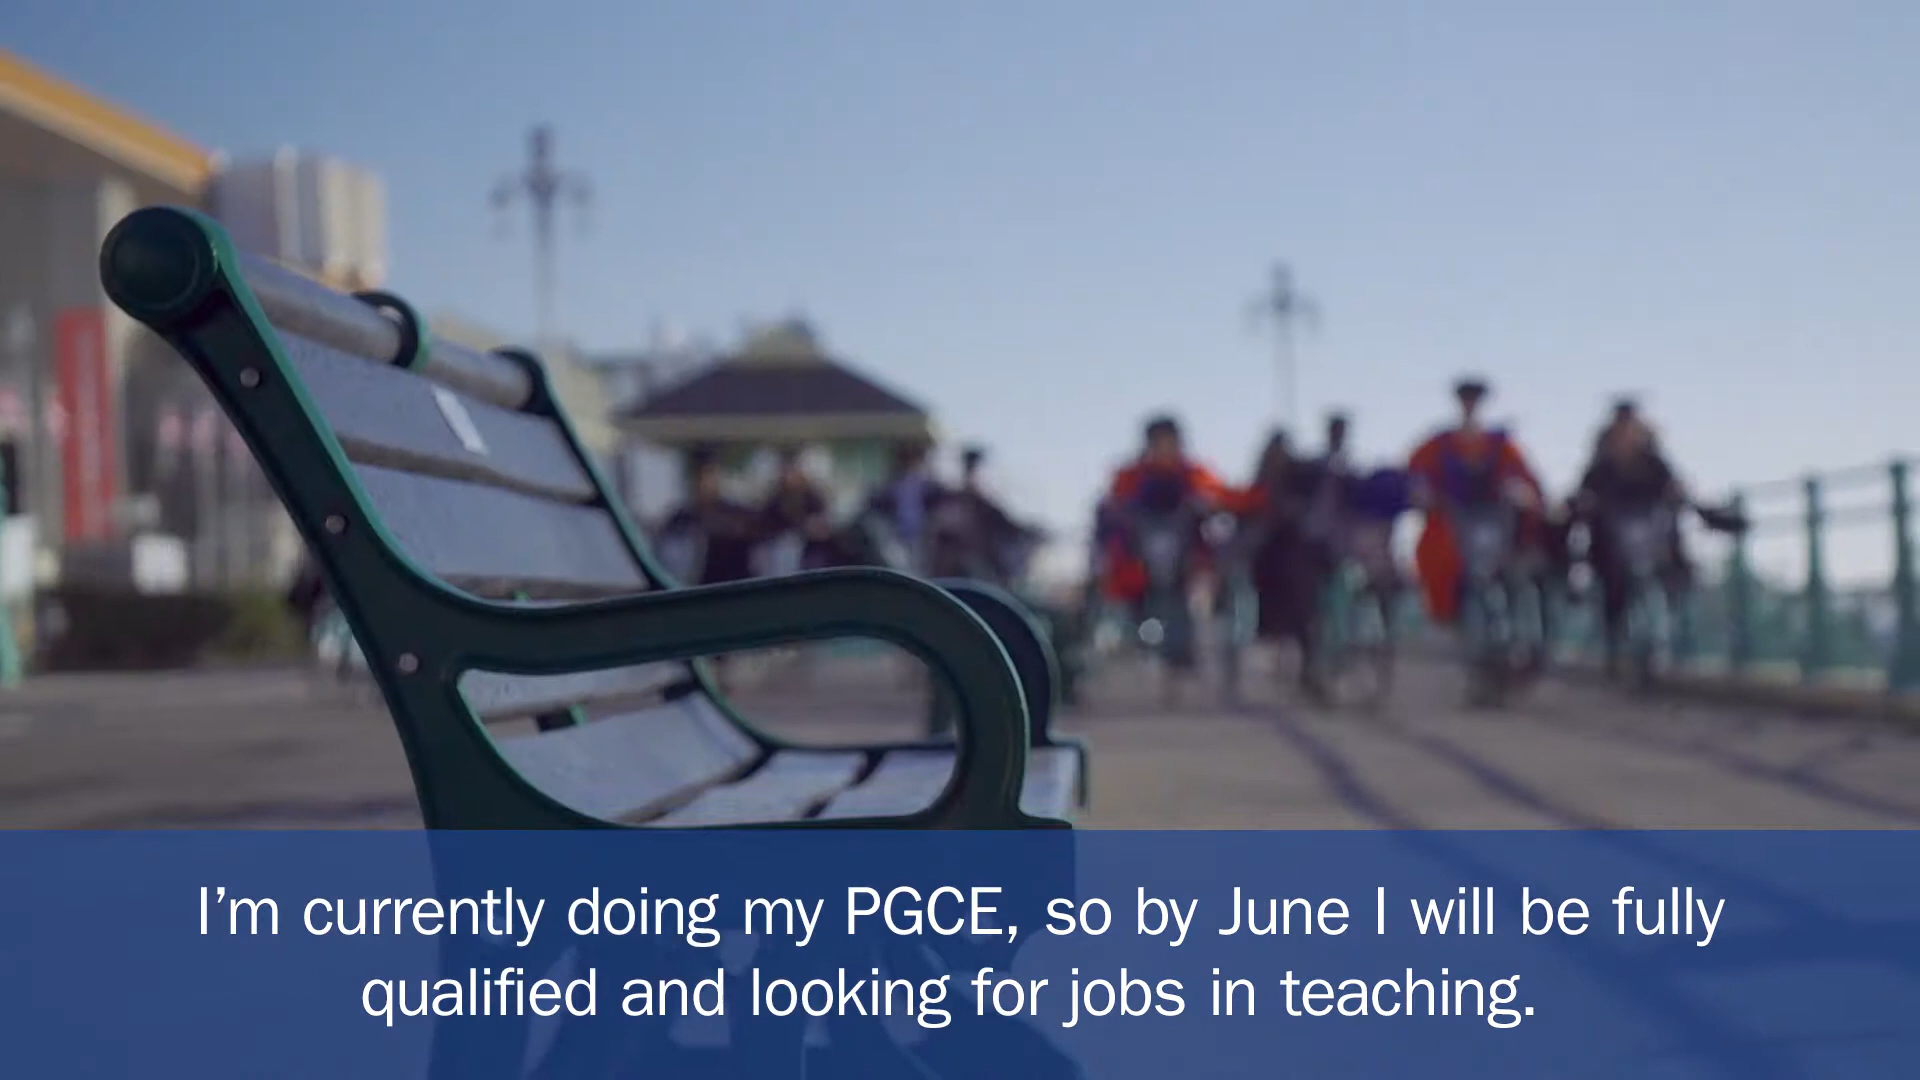 I’m currently doing my PGCE, so by June I will be fully
qualified and looking for jobs in teaching.